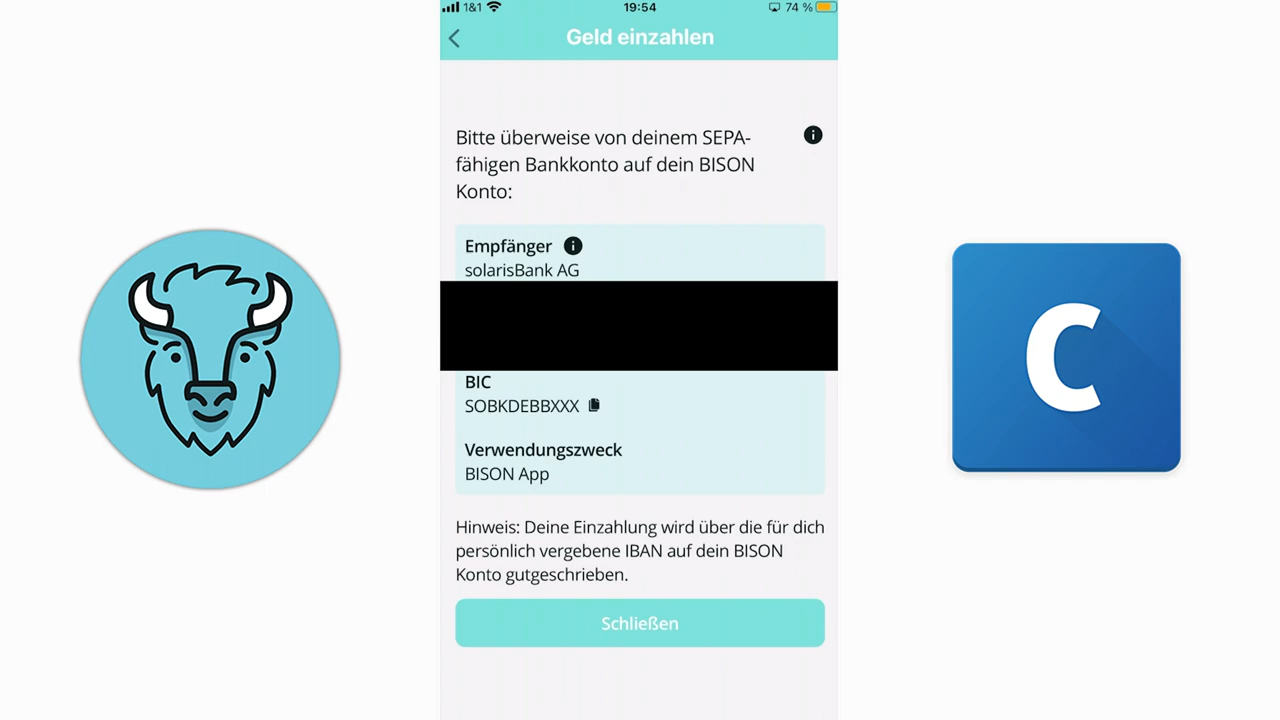 1&1 19:54 74 %
Geld einzahlen
Bitte überweise von deinem SEPA-
fähigen Bankkonto auf dein BISON
Konto:
Empfänger
solarisBank AG
BIC
SOBKDEBBXXX
Verwendungszweck
BISON App
Hinweis: Deine Einzahlung wird über die für dich
persönlich vergebene IBAN auf dein BISON
Konto gutgeschrieben.
Schließen
C